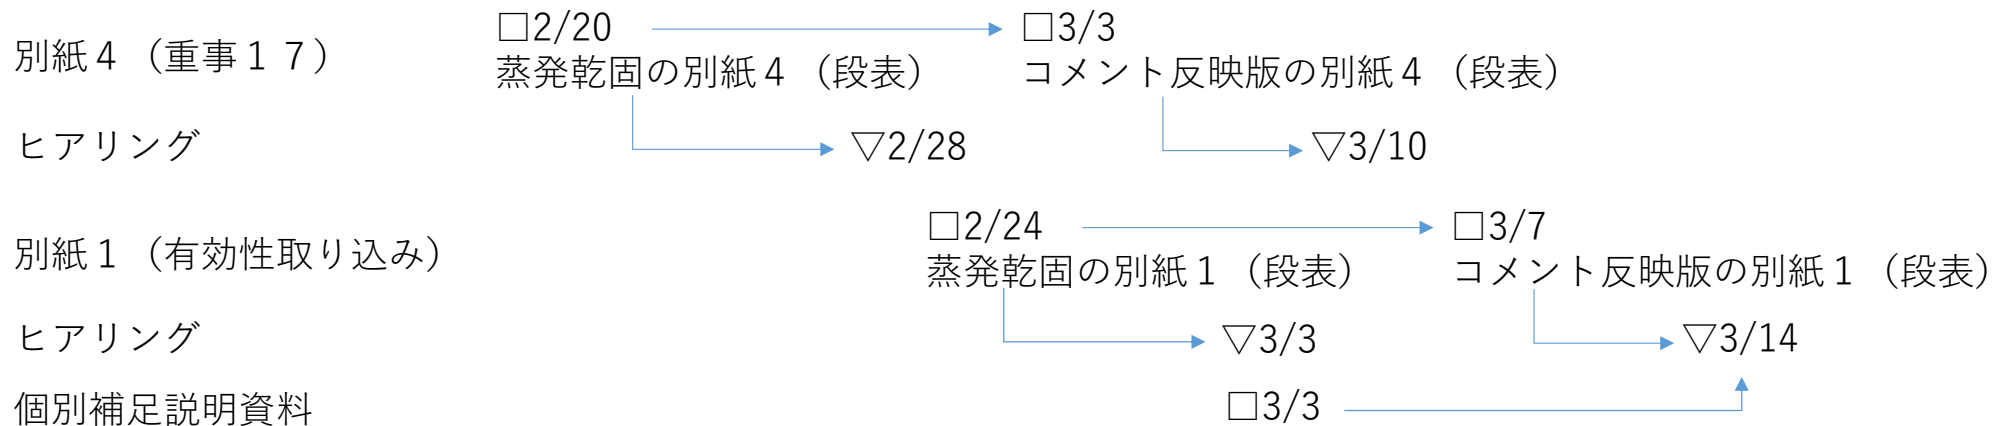 別紙４（重事１７）
□2/20
蒸発乾固の別紙４（段表）
□3/3
コメント反映版の別紙４（段表）
ヒアリング
▽2/28
▽3/10
別紙１（有効性取り込み）
□2/24
蒸発乾固の別紙１（段表）
□3/7
コメント反映版の別紙１（段表）
ヒアリング
▽3/3
▽3/14
個別補足説明資料
□3/3